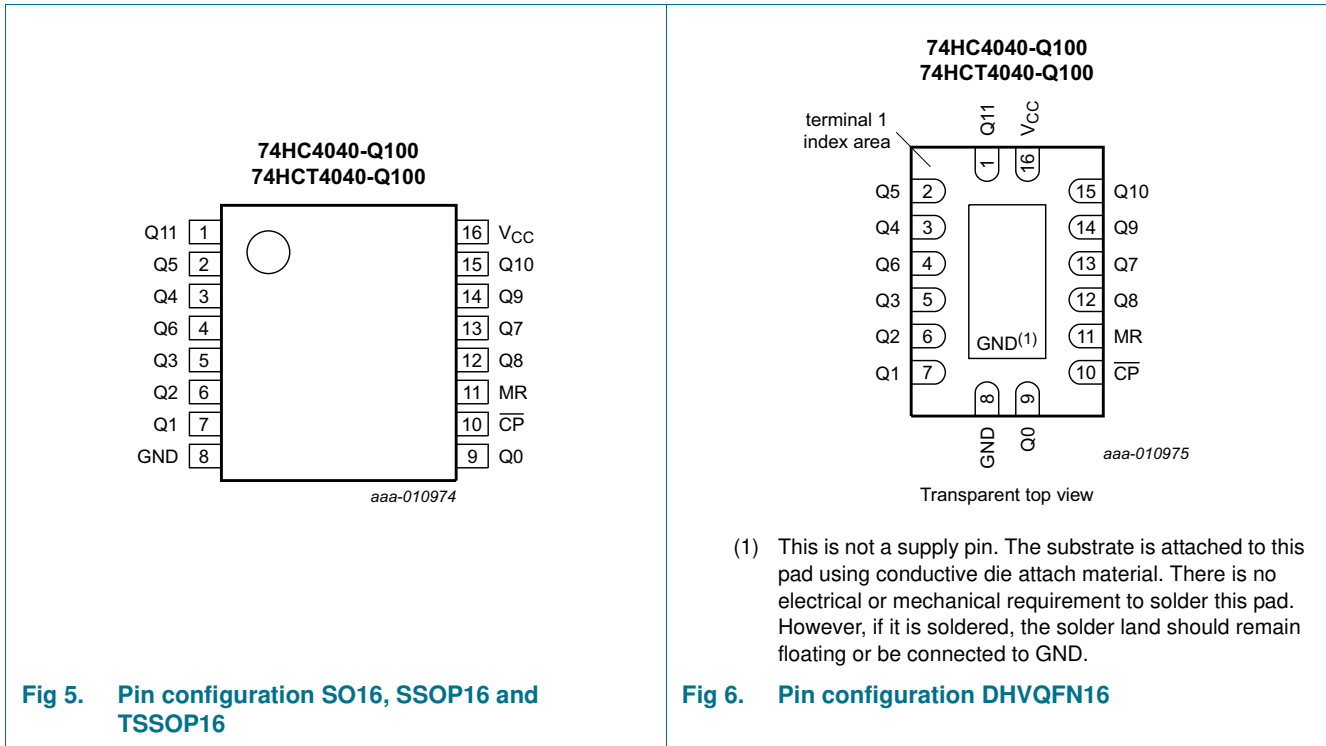 74HC4040-Q100
74HCT4040-Q100
Q11 1
Q5 2
Q4 3
Q6 4
Q3 5
Q2 6
Q1 7
GND 8
16 VCC
15 Q10
14 Q9
13 Q7
12 Q8
11 MR
10 C̅P̅
9 Q0
aaa-010974
Fig 5. Pin configuration SO16, SSOP16 and
TSSOP16
74HC4040-Q100
74HCT4040-Q100
terminal 1
index area
Q11
VCC
1
16
Q5 2
Q4 3
Q6 4
Q3 5
Q2 6
Q1 7
15 Q10
14 Q9
13 Q7
12 Q8
11 MR
10 C̅P̅
GND(1)
8
9
GND
Q0
aaa-010975
Transparent top view
(1) This is not a supply pin. The substrate is attached to this
pad using conductive die attach material. There is no
electrical or mechanical requirement to solder this pad.
However, if it is soldered, the solder land should remain
floating or be connected to GND.
Fig 6. Pin configuration DHVQFN16